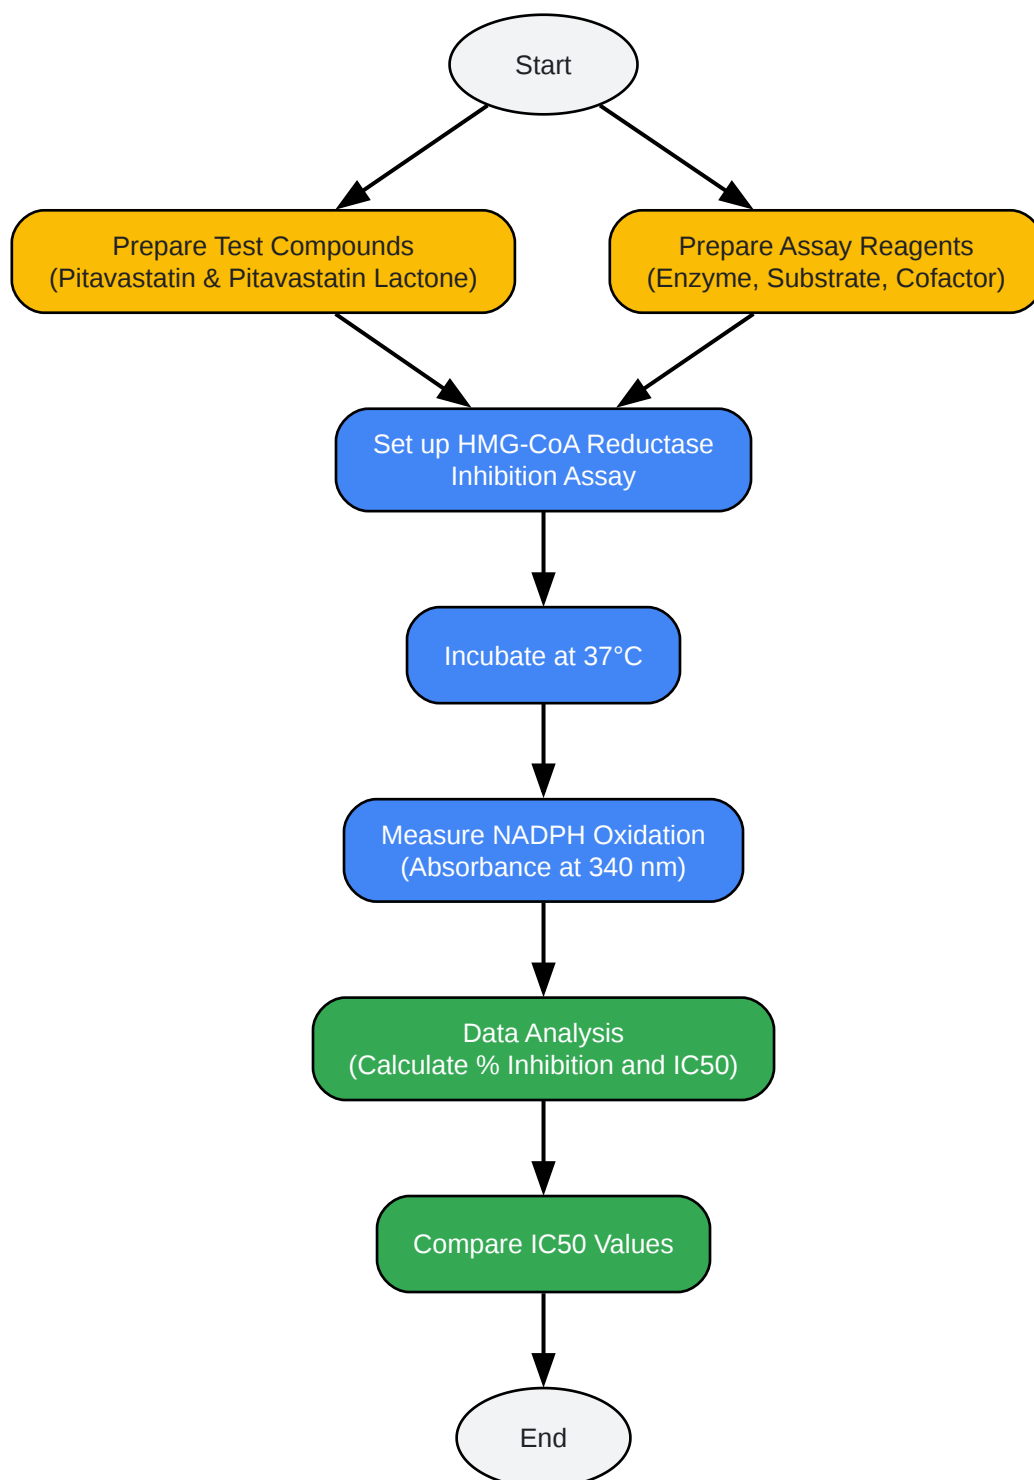 Start
Prepare Test Compounds
(Pitavastatin & Pitavastatin Lactone)
Prepare Assay Reagents
(Enzyme, Substrate, Cofactor)
Set up HMG-CoA Reductase
Inhibition Assay
Incubate at 37°C
Measure NADPH Oxidation
(Absorbance at 340 nm)
Data Analysis
(Calculate % Inhibition and IC50)
Compare IC50 Values
End